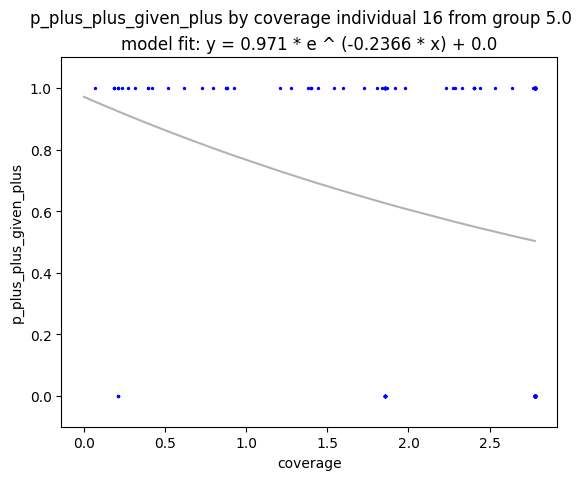 p_plus_plus_given_plus by coverage individual 16 from group 5.0
model fit: y = 0.971 * e ^ (-0.2366 * x) + 0.0
p_plus_plus_given_plus
1.0
0.8
0.6
0.4
0.2
0.0
0.0 0.5 1.0 1.5 2.0 2.5
coverage